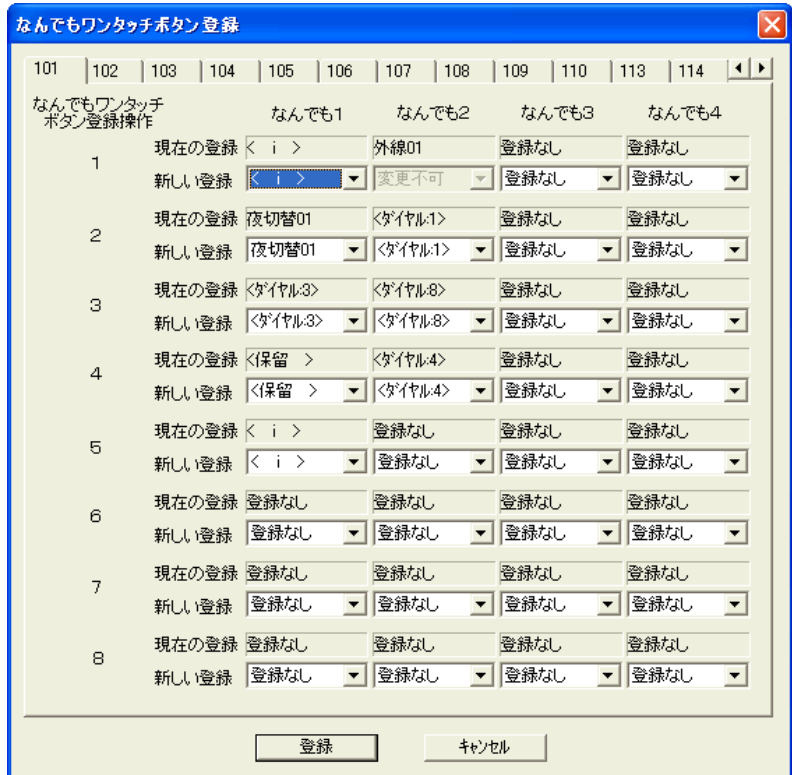 なんでもワンタッチボタン登録
101 102 103 104 105 106 107 108 109 110 113 114
なんでもワンタッチ
ボタン登録操作
なんでも1 なんでも2 なんでも3 なんでも4
1
現在の登録 < i > 外線01 登録なし 登録なし
新しい登録 < i > 変更不可 登録なし 登録なし
2
現在の登録 夜切替01 <ダイヤル:1> 登録なし 登録なし
新しい登録 夜切替01 <ダイヤル:1> 登録なし 登録なし
3
現在の登録 <ダイヤル:3> <ダイヤル:8> 登録なし 登録なし
新しい登録 <ダイヤル:3> <ダイヤル:8> 登録なし 登録なし
4
現在の登録 <保留 > <ダイヤル:4> 登録なし 登録なし
新しい登録 <保留 > <ダイヤル:4> 登録なし 登録なし
5
現在の登録 < i > 登録なし 登録なし 登録なし
新しい登録 < i > 登録なし 登録なし 登録なし
6
現在の登録 登録なし 登録なし 登録なし 登録なし
新しい登録 登録なし 登録なし 登録なし 登録なし
7
現在の登録 登録なし 登録なし 登録なし 登録なし
新しい登録 登録なし 登録なし 登録なし 登録なし
8
現在の登録 登録なし 登録なし 登録なし 登録なし
新しい登録 登録なし 登録なし 登録なし 登録なし
登録 キャンセル